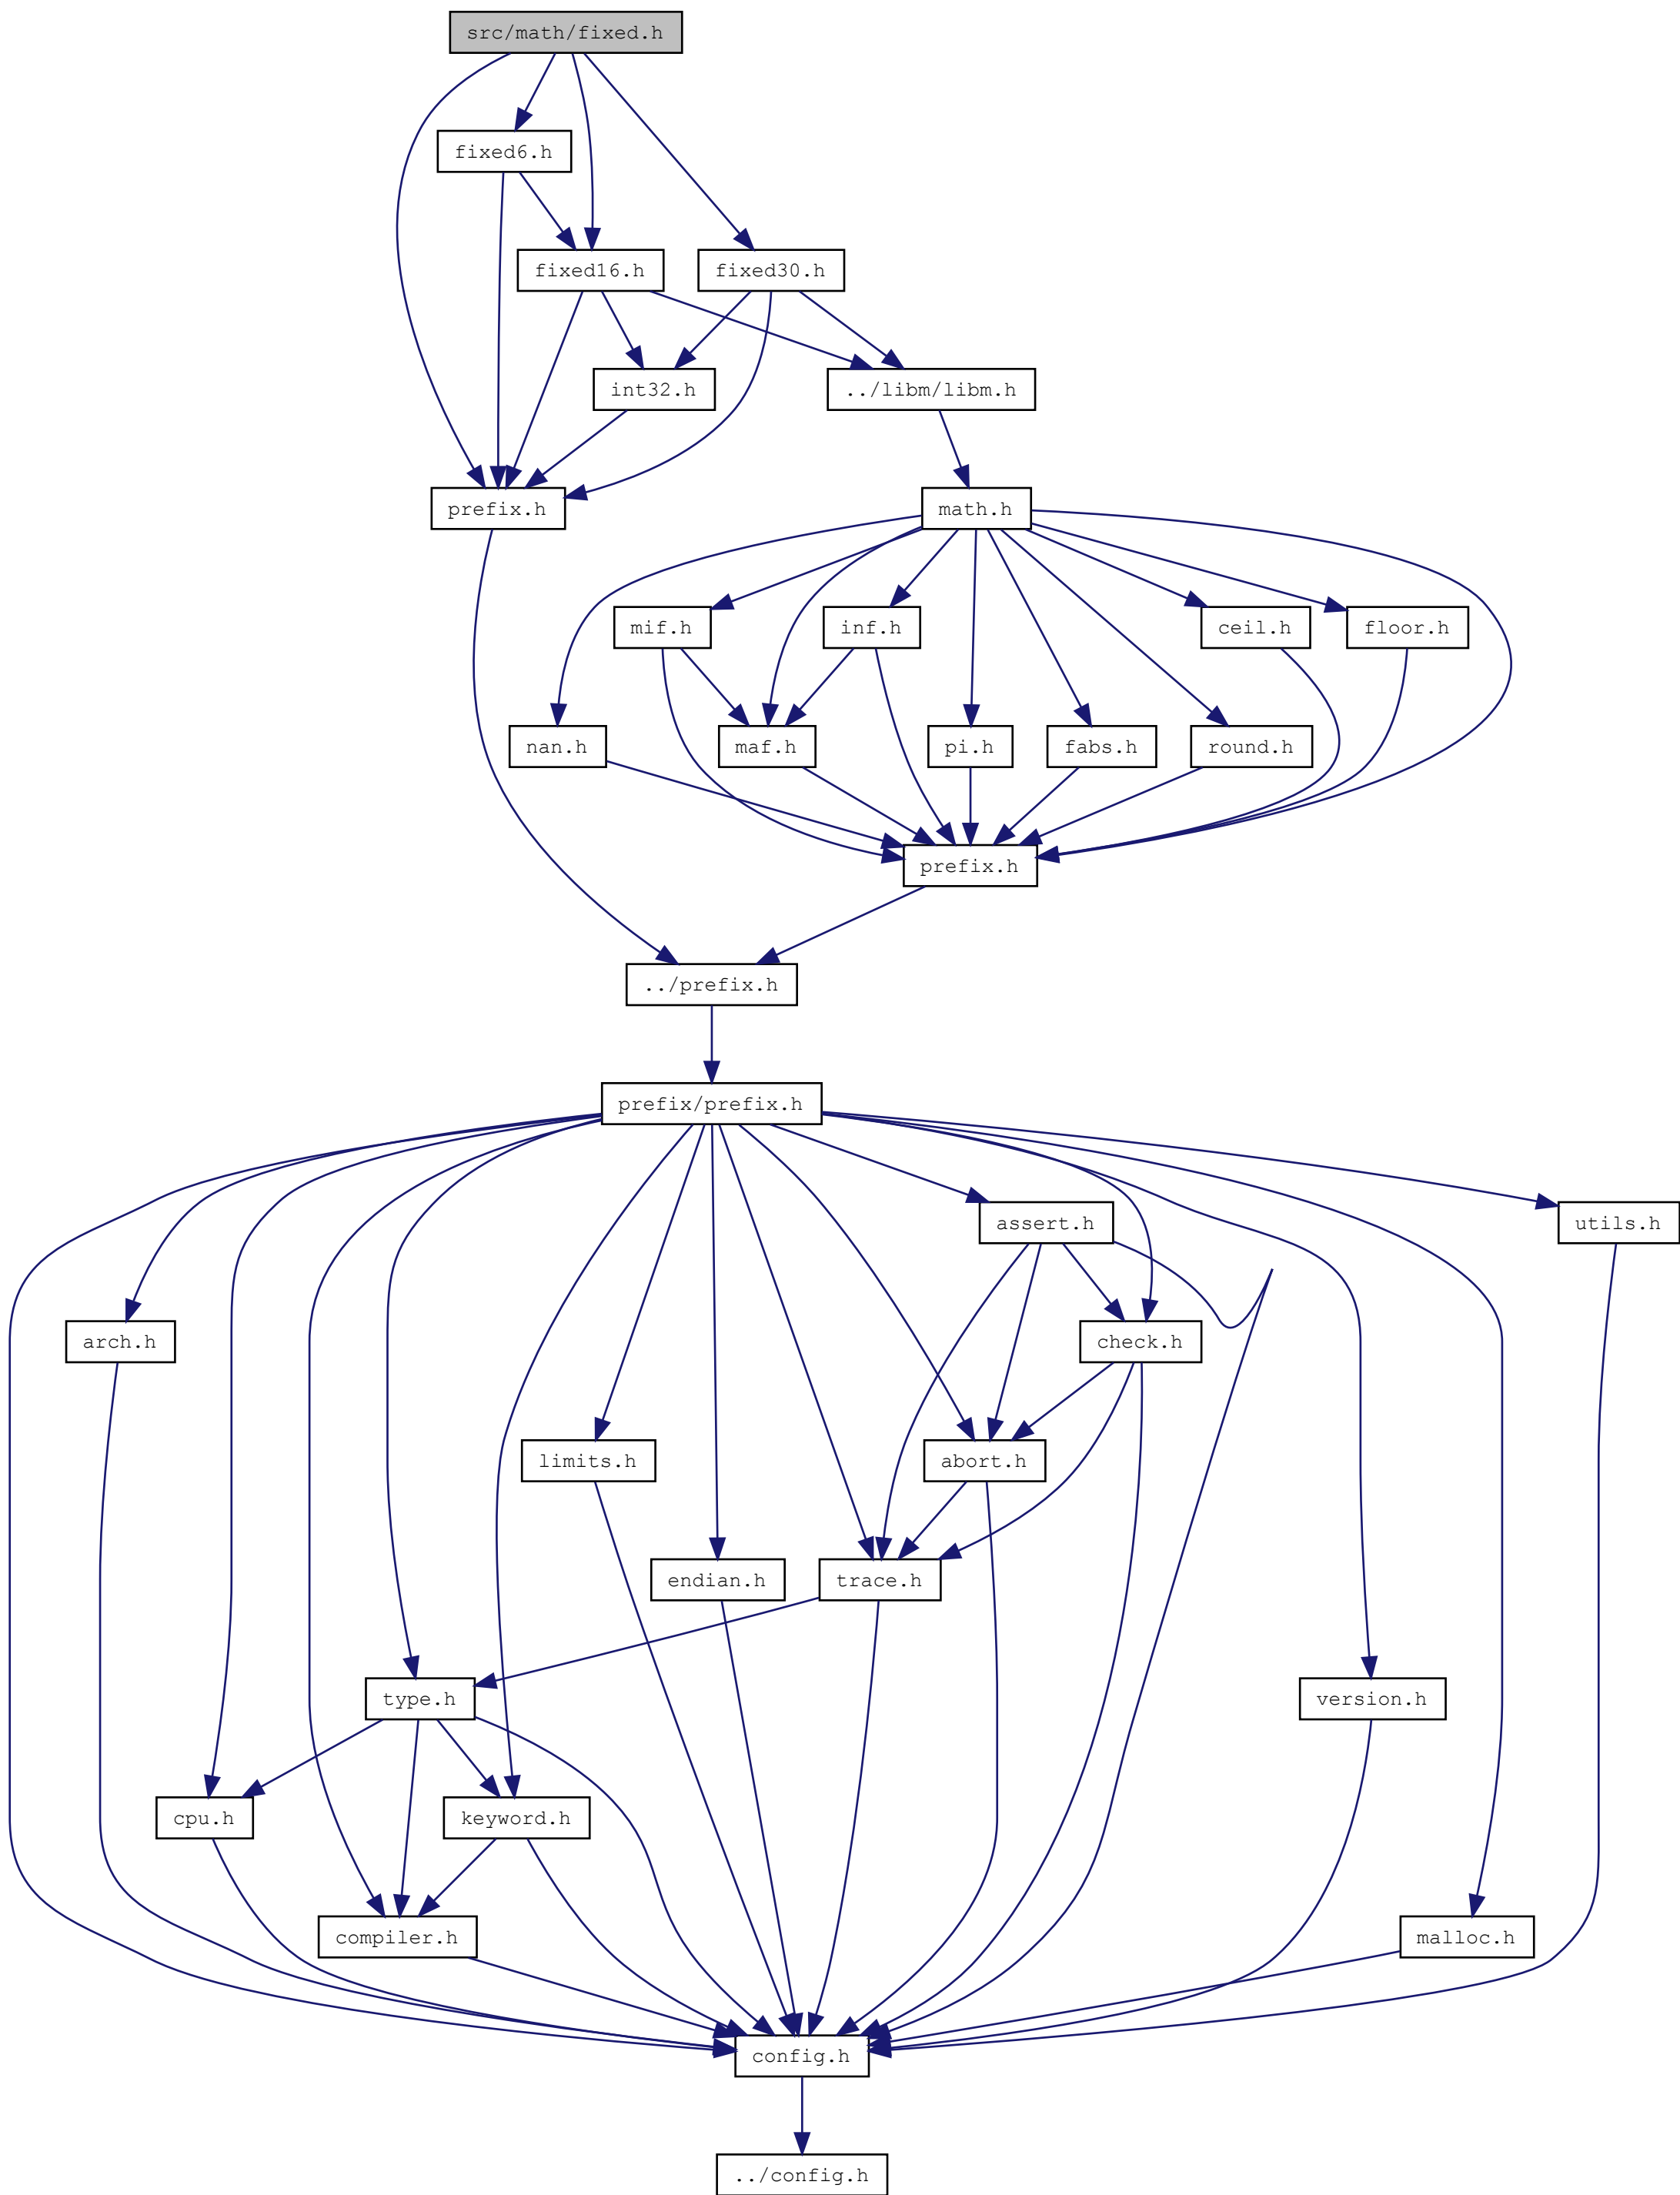 src/math/fixed.h
fixed6.h
fixed16.h
fixed30.h
int32.h
../libm/libm.h
prefix.h
math.h
mif.h
inf.h
ceil.h
floor.h
nan.h
maf.h
pi.h
fabs.h
round.h
prefix.h
../prefix.h
prefix/prefix.h
assert.h
utils.h
arch.h
check.h
limits.h
abort.h
endian.h
trace.h
type.h
version.h
cpu.h
keyword.h
compiler.h
malloc.h
config.h
../config.h